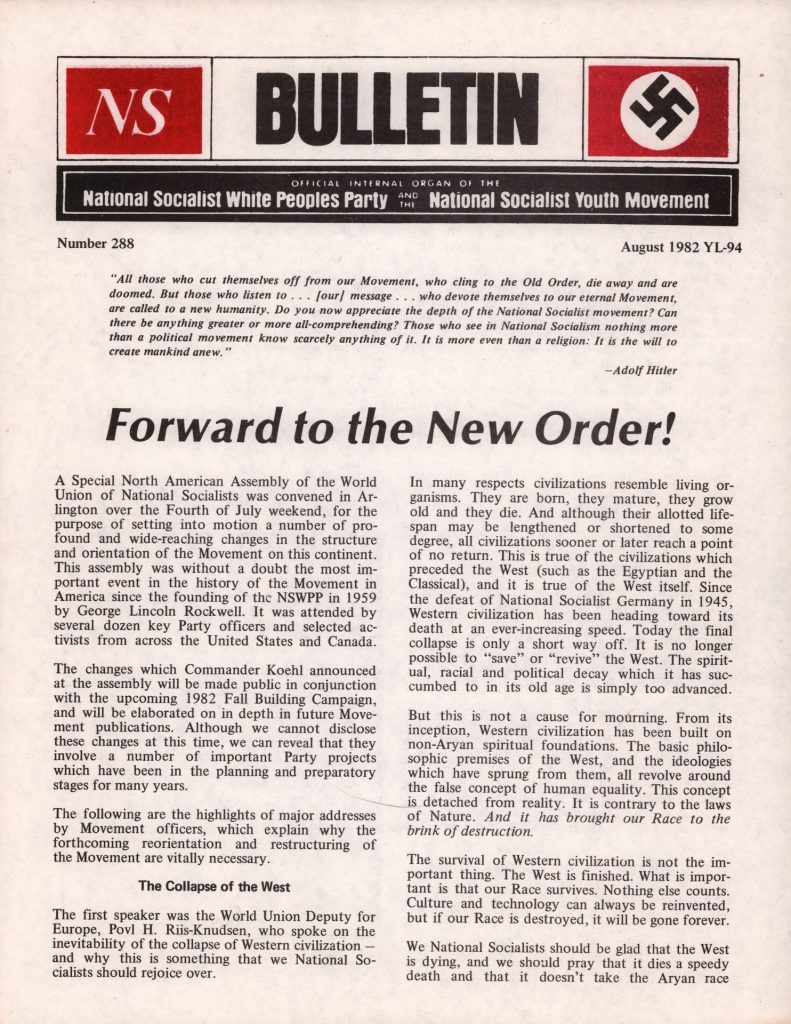 NS
BULLETIN
OFFICIAL INTERNAL ORGAN OF THE
National Socialist White Peoples Party AND THE National Socialist Youth Movement
Number 288
August 1982 YL-94
"All those who cut themselves off from our Movement, who cling to the Old Order, die away and are
doomed. But those who listen to . . . [our] message . . . who devote themselves to our eternal Movement,
are called to a new humanity. Do you now appreciate the depth of the National Socialist movement? Can
there be anything greater or more all-comprehending? Those who see in National Socialism nothing more
than a political movement know scarcely anything of it. It is more even than a religion: It is the will to
create mankind anew."
—Adolf Hitler
Forward to the New Order!
A Special North American Assembly of the World
Union of National Socialists was convened in Ar-
lington over the Fourth of July weekend, for the
purpose of setting into motion a number of pro-
found and wide-reaching changes in the structure
and orientation of the Movement on this continent.
This assembly was without a doubt the most im-
portant event in the history of the Movement in
America since the founding of the NSWPP in 1959
by George Lincoln Rockwell. It was attended by
several dozen key Party officers and selected ac-
tivists from across the United States and Canada.
The changes which Commander Koehl announced
at the assembly will be made public in conjunction
with the upcoming 1982 Fall Building Campaign,
and will be elaborated on in depth in future Move-
ment publications. Although we cannot disclose
these changes at this time, we can reveal that they
involve a number of important Party projects
which have been in the planning and preparatory
stages for many years.
The following are the highlights of major addresses
by Movement officers, which explain why the
forthcoming reorientation and restructuring of
the Movement are vitally necessary.
The Collapse of the West
The first speaker was the World Union Deputy for
Europe, Povl H. Riis-Knudsen, who spoke on the
inevitability of the collapse of Western civilization —
and why this is something that we National So-
cialists should rejoice over.
In many respects civilizations resemble living or-
ganisms. They are born, they mature, they grow
old and they die. And although their allotted life-
span may be lengthened or shortened to some
degree, all civilizations sooner or later reach a point
of no return. This is true of the civilizations which
preceded the West (such as the Egyptian and the
Classical), and it is true of the West itself. Since
the defeat of National Socialist Germany in 1945,
Western civilization has been heading toward its
death at an ever-increasing speed. Today the final
collapse is only a short way off. It is no longer
possible to "save" or "revive" the West. The spirit-
ual, racial and political decay which it has suc-
cumbed to in its old age is simply too advanced.
But this is not a cause for mourning. From its
inception, Western civilization has been built on
non-Aryan spiritual foundations. The basic philo-
sophic premises of the West, and the ideologies
which have sprung from them, all revolve around
the false concept of human equality. This concept
is detached from reality. It is contrary to the laws
of Nature. And it has brought our Race to the
brink of destruction.
The survival of Western civilization is not the im-
portant thing. The West is finished. What is impor-
tant is that our Race survives. Nothing else counts.
Culture and technology can always be reinvented,
but if our Race is destroyed, it will be gone forever.
We National Socialists should be glad that the West
is dying, and we should pray that it dies a speedy
death and that it doesn't take the Aryan race